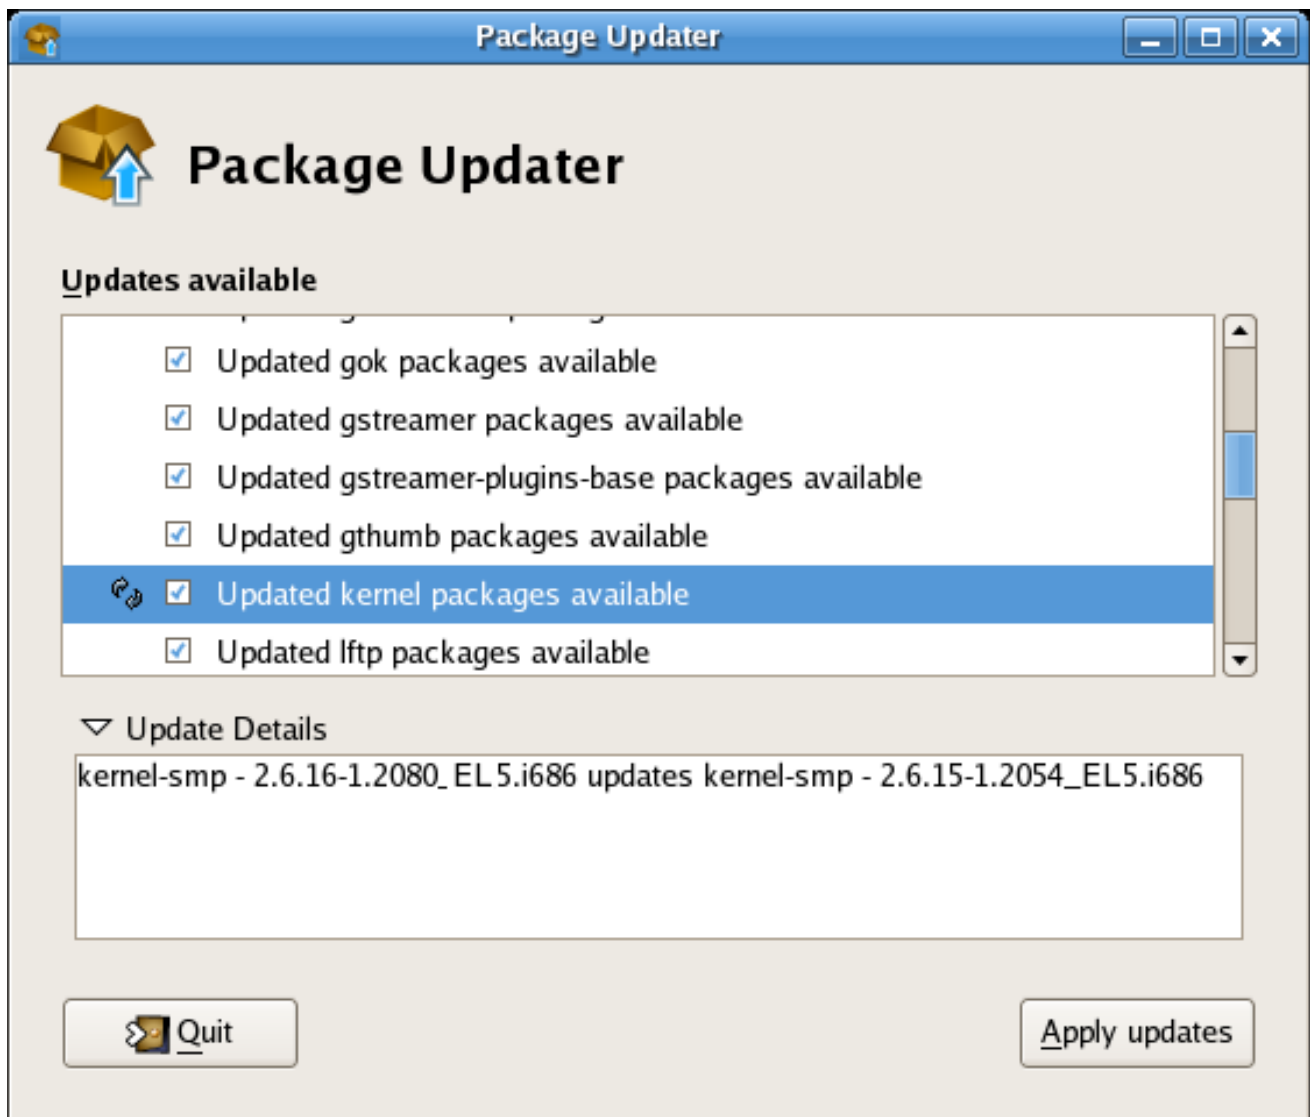 Package Updater
Package Updater
Updates available
Updated gok packages available
Updated gstreamer packages available
Updated gstreamer-plugins-base packages available
Updated gthumb packages available
Updated kernel packages available
Updated lftp packages available
Update Details
kernel-smp - 2.6.16-1.2080_EL5.i686 updates kernel-smp - 2.6.15-1.2054_EL5.i686
Quit
Apply updates